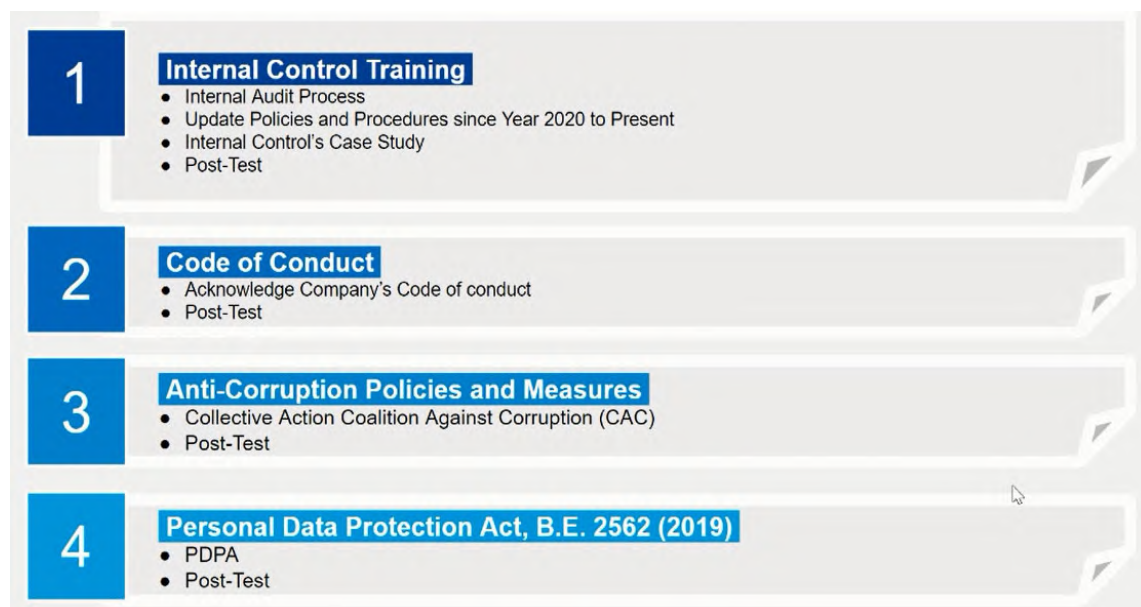 1
Internal Control Training
● Internal Audit Process
● Update Policies and Procedures since Year 2020 to Present
● Internal Control's Case Study
● Post-Test
2
Code of Conduct
● Acknowledge Company's Code of conduct
● Post-Test
3
Anti-Corruption Policies and Measures
● Collective Action Coalition Against Corruption (CAC)
● Post-Test
4
Personal Data Protection Act, B.E. 2562 (2019)
● PDPA
● Post-Test